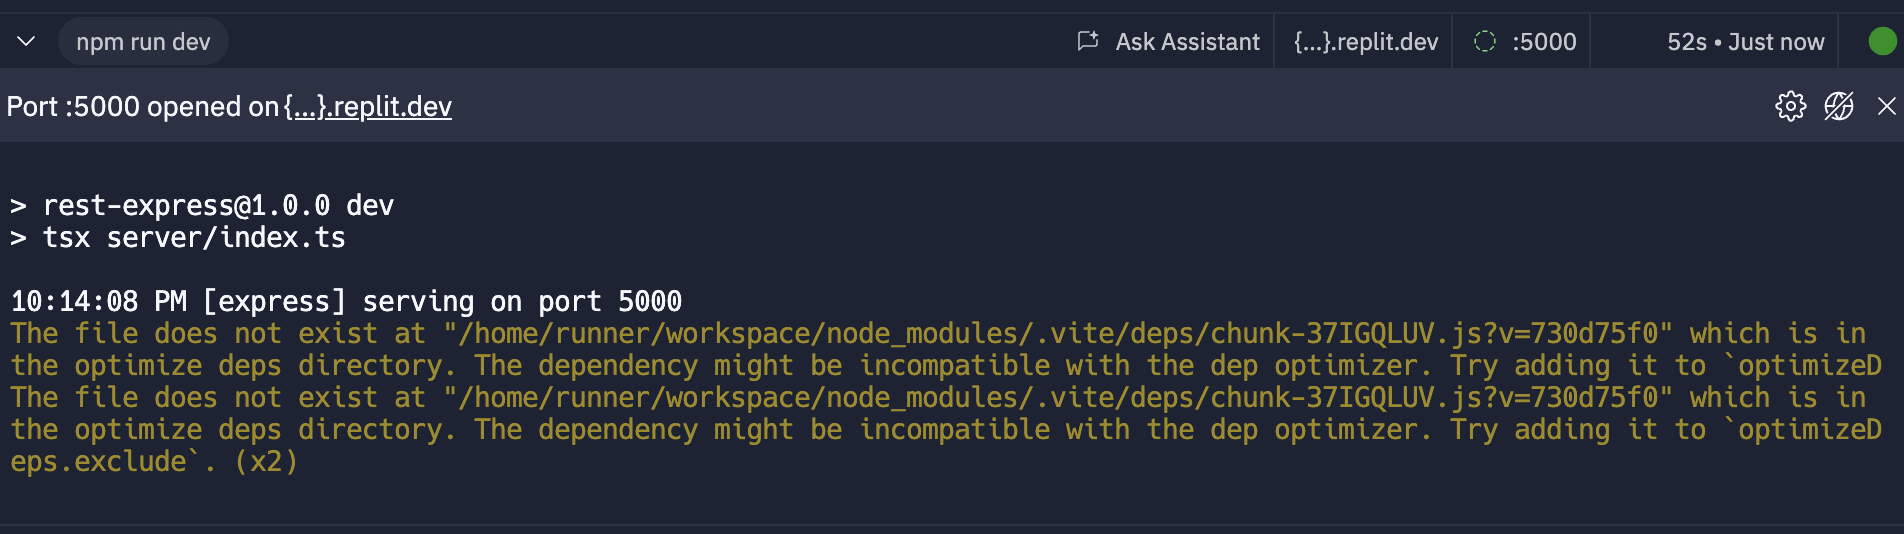 npm run dev
Ask Assistant
{...}.replit.dev
:5000
52s • Just now
Port :5000 opened on {...}.replit.dev
> rest-express@1.0.0 dev
> tsx server/index.ts
10:14:08 PM [express] serving on port 5000
The file does not exist at "/home/runner/workspace/node_modules/.vite/deps/chunk-37IGQLUV.js?v=730d75f0" which is in
the optimize deps directory. The dependency might be incompatible with the dep optimizer. Try adding it to `optimizeD
The file does not exist at "/home/runner/workspace/node_modules/.vite/deps/chunk-37IGQLUV.js?v=730d75f0" which is in
the optimize deps directory. The dependency might be incompatible with the dep optimizer. Try adding it to `optimizeD
eps.exclude`. (x2)